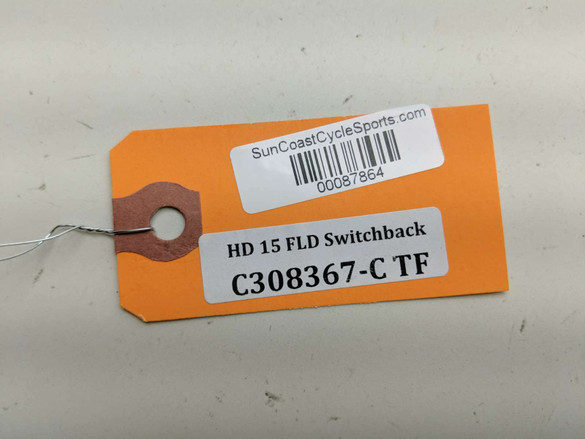 SunCoastCycleSports.com
00087864
HD 15 FLD Switchback
C308367-C TF